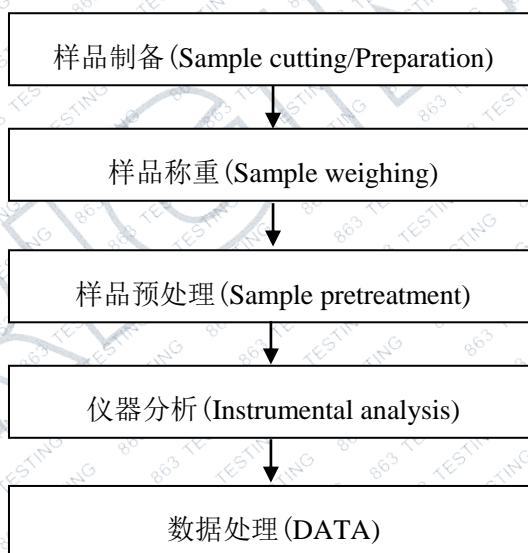 样品制备(Sample cutting/Preparation)
样品称重(Sample weighing)
样品预处理(Sample pretreatment)
仪器分析(Instrumental analysis)
数据处理(DATA)